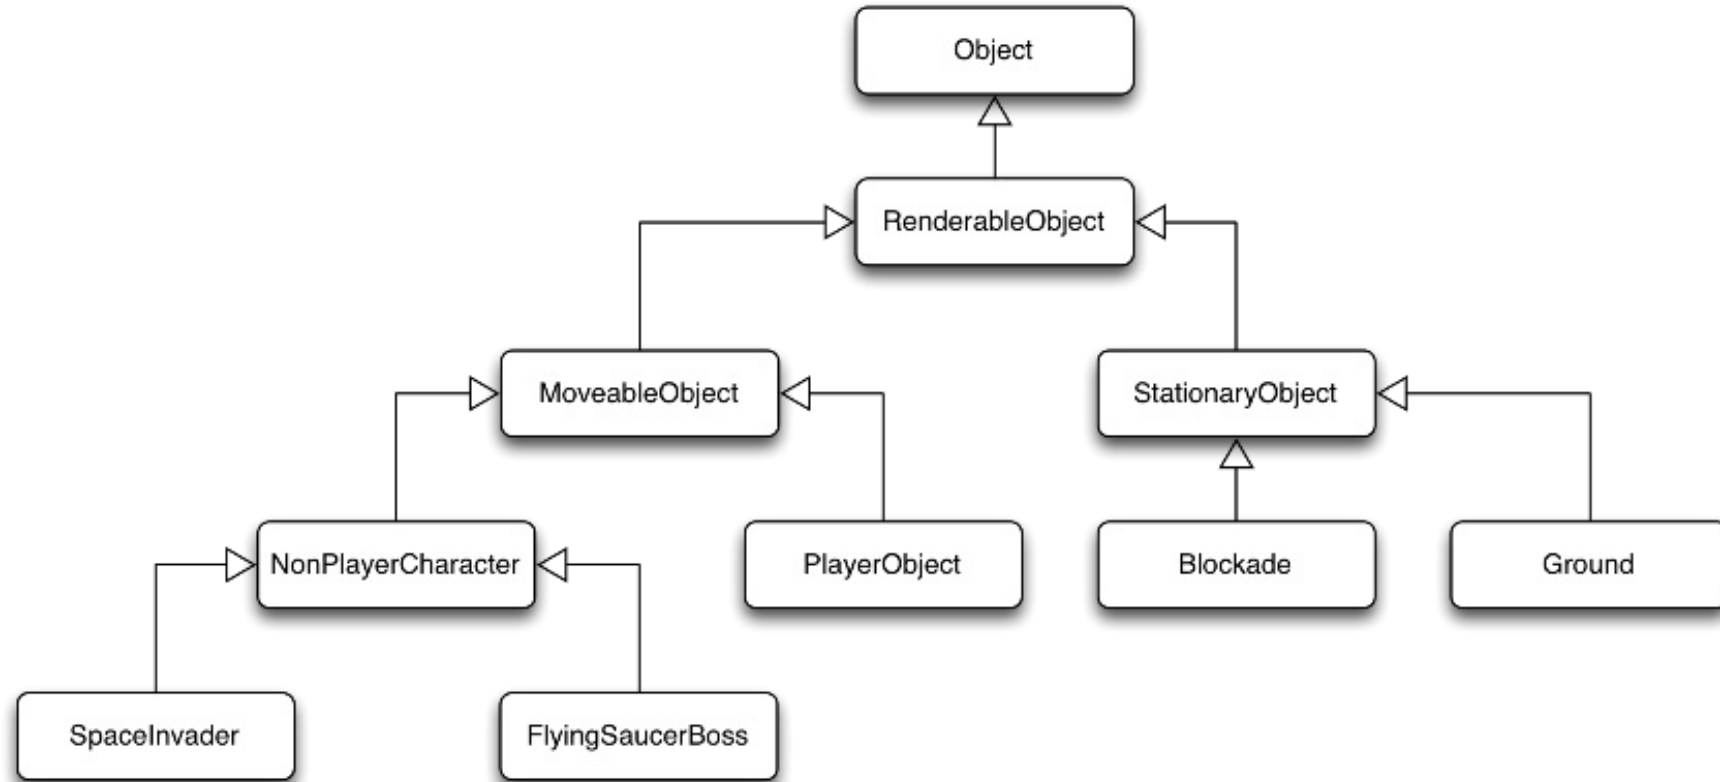 Object
RenderableObject
MoveableObject
StationaryObject
NonPlayerCharacter
PlayerObject
Blockade
Ground
SpaceInvader
FlyingSaucerBoss